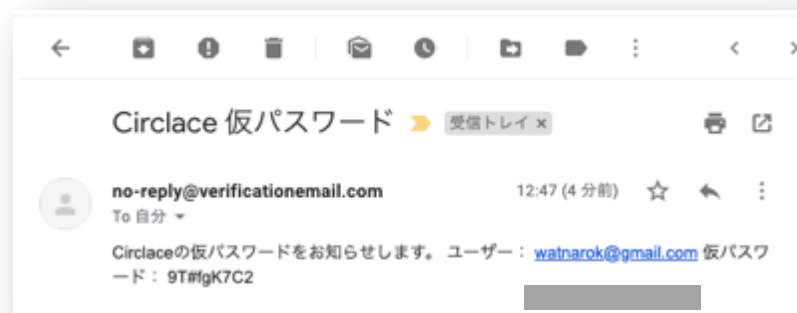 Circlace 仮パスワード 受信トレイ ×
no-reply@verificationemail.com 12:47 (4 分前)
To 自分
Circlaceの仮パスワードをお知らせします。 ユーザー： watnarok@gmail.com 仮パスワ
ード： 9T#fgK7C2